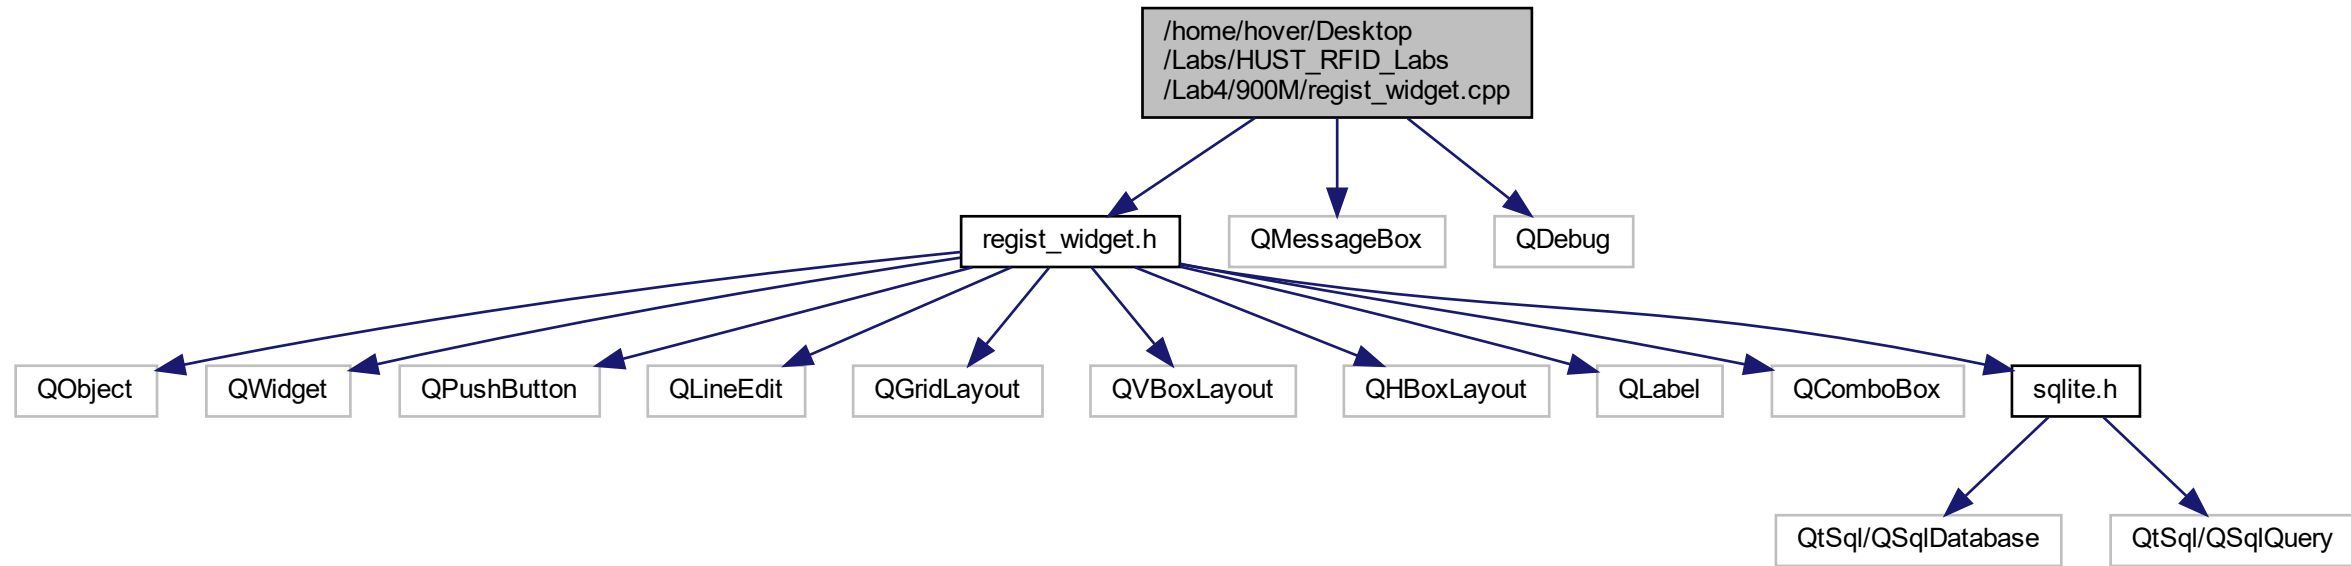 /home/hover/Desktop
/Labs/HUST_RFID_Labs
/Lab4/900M/regist_widget.cpp
regist_widget.h
QMessageBox
QDebug
QObject
QWidget
QPushButton
QLineEdit
QGridLayout
QVBoxLayout
QHBoxLayout
QLabel
QComboBox
sqlite.h
QtSql/QSqlDatabase
QtSql/QSqlQuery